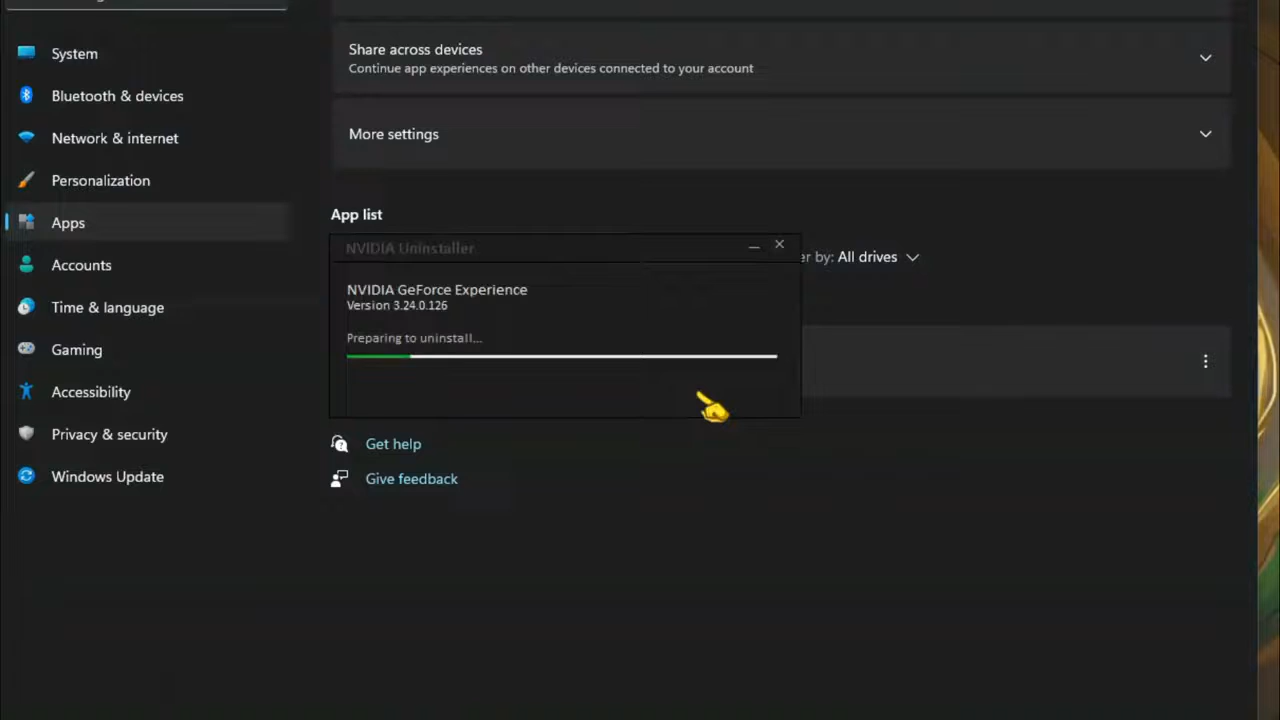 System
Bluetooth & devices
Network & internet
Personalization
Apps
Accounts
Time & language
Gaming
Accessibility
Privacy & security
Windows Update
Share across devices
Continue app experiences on other devices connected to your account
More settings
App list
er by: All drives
NVIDIA Uninstaller
NVIDIA GeForce Experience
Version 3.24.0.126
Preparing to uninstall...
Get help
Give feedback